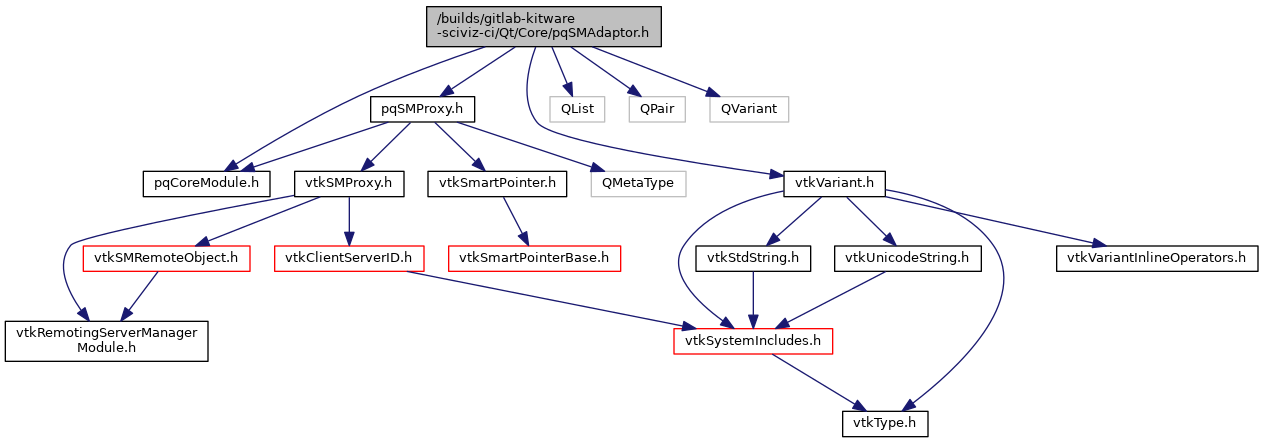 /builds/gitlab-kitware
-sciviz-ci/Qt/Core/pqSMAdaptor.h
pqSMProxy.h
QList
QPair
QVariant
pqCoreModule.h
vtkSMProxy.h
vtkSmartPointer.h
QMetaType
vtkVariant.h
vtkSMRemoteObject.h
vtkClientServerID.h
vtkSmartPointerBase.h
vtkStdString.h
vtkUnicodeString.h
vtkVariantInlineOperators.h
vtkRemotingServerManager
Module.h
vtkSystemIncludes.h
vtkType.h